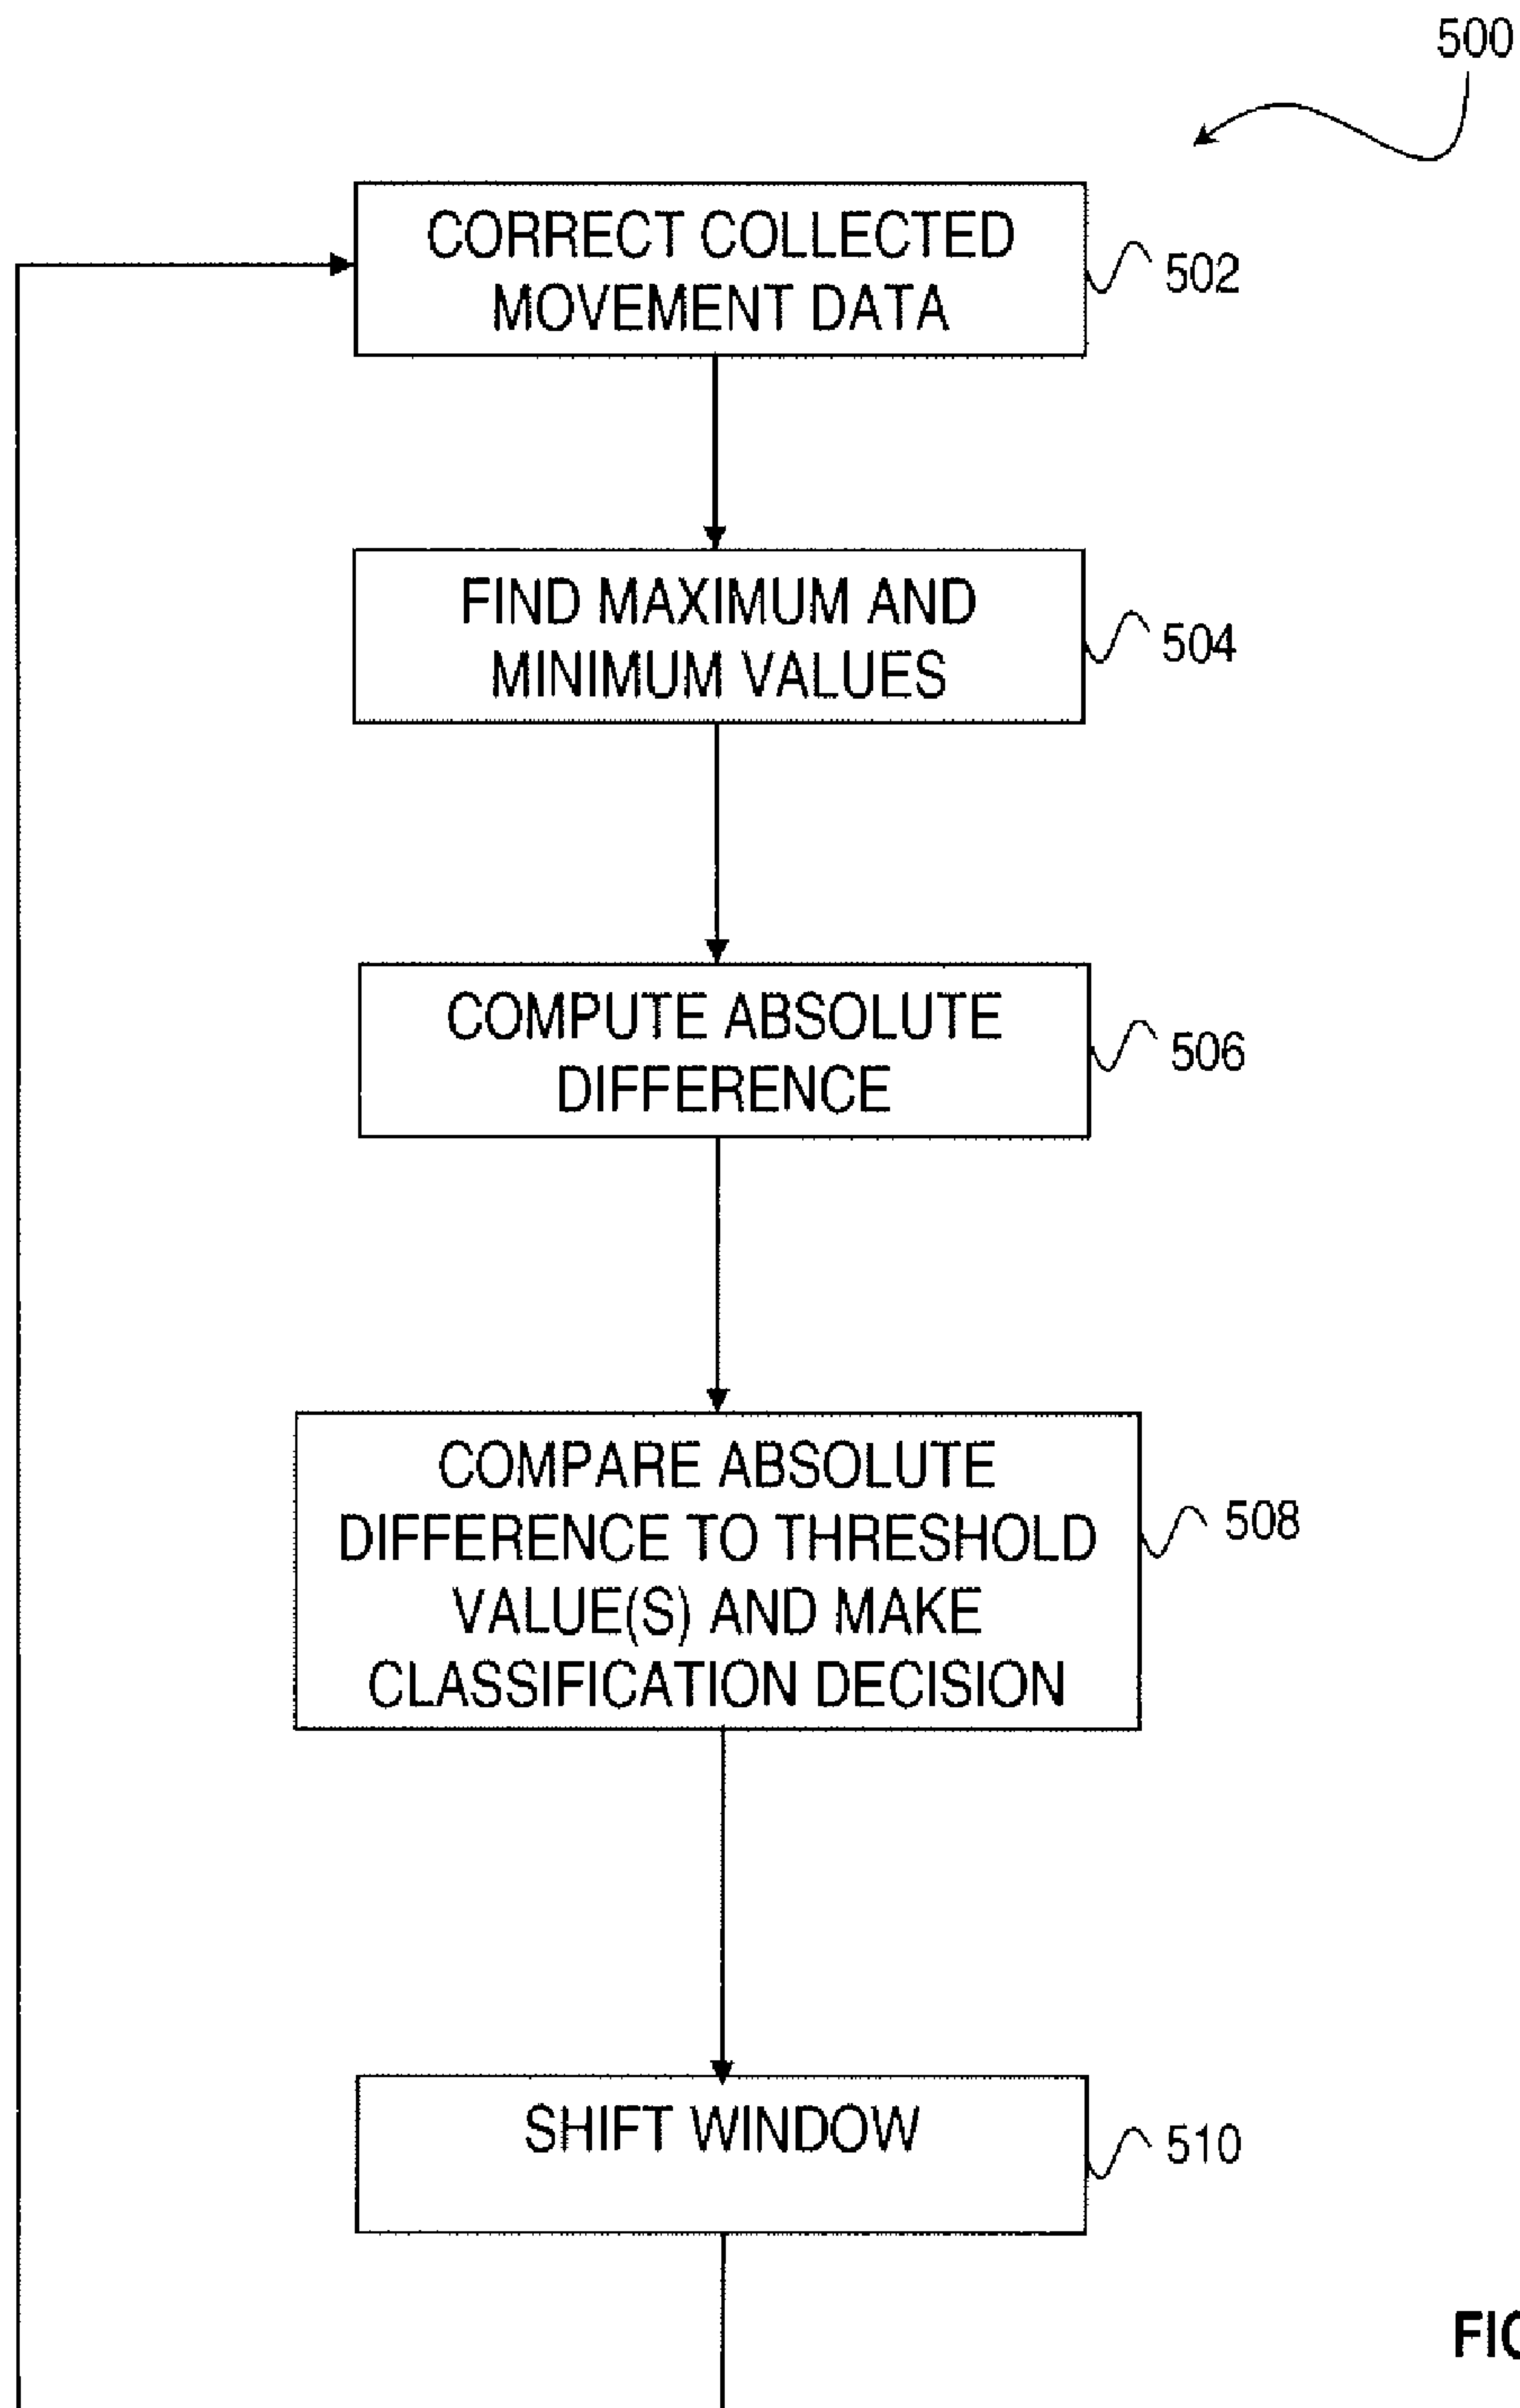 500
CORRECT COLLECTED
MOVEMENT DATA
502
FIND MAXIMUM AND
MINIMUM VALUES
504
COMPUTE ABSOLUTE
DIFFERENCE
506
COMPARE ABSOLUTE
DIFFERENCE TO THRESHOLD
VALUE(S) AND MAKE
CLASSIFICATION DECISION
508
SHIFT WINDOW
510